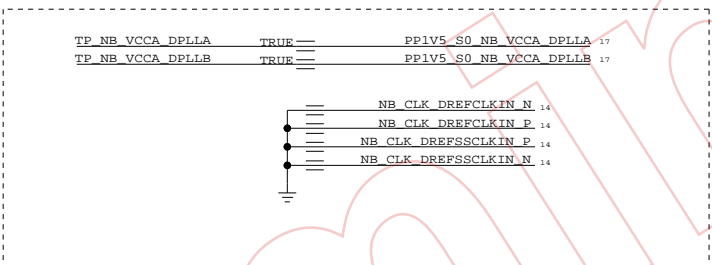 TP_NB_VCCA_DPLLA TRUE PP1V5_S0_NB_VCCA_DPLLA 17
TP_NB_VCCA_DPLLB TRUE PP1V5_S0_NB_VCCA_DPLLB 17
NB_CLK_DREFCLKIN_N 14
NB_CLK_DREFCLKIN_P 14
NB_CLK_DREFSSCLKIN_P 14
NB_CLK_DREFSSCLKIN_N 14